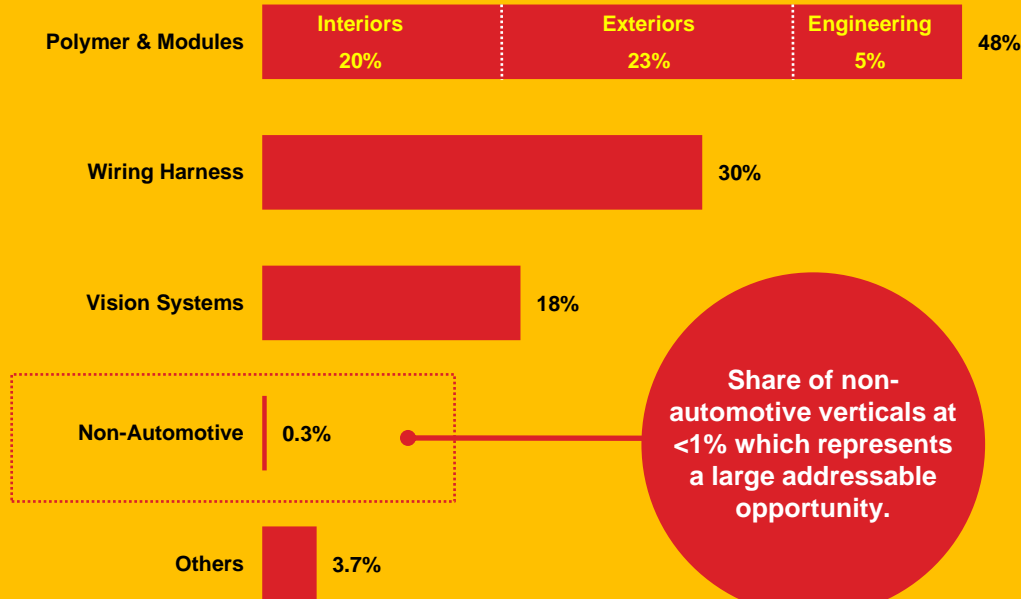 Interiors Exteriors Engineering
Polymer & Modules 48%
20% 23% 5%
Wiring Harness 30%
Vision Systems 18%
Non-Automotive 0.3%
Share of non-
automotive verticals at
<1% which represents
a large addressable
opportunity.
Others 3.7%